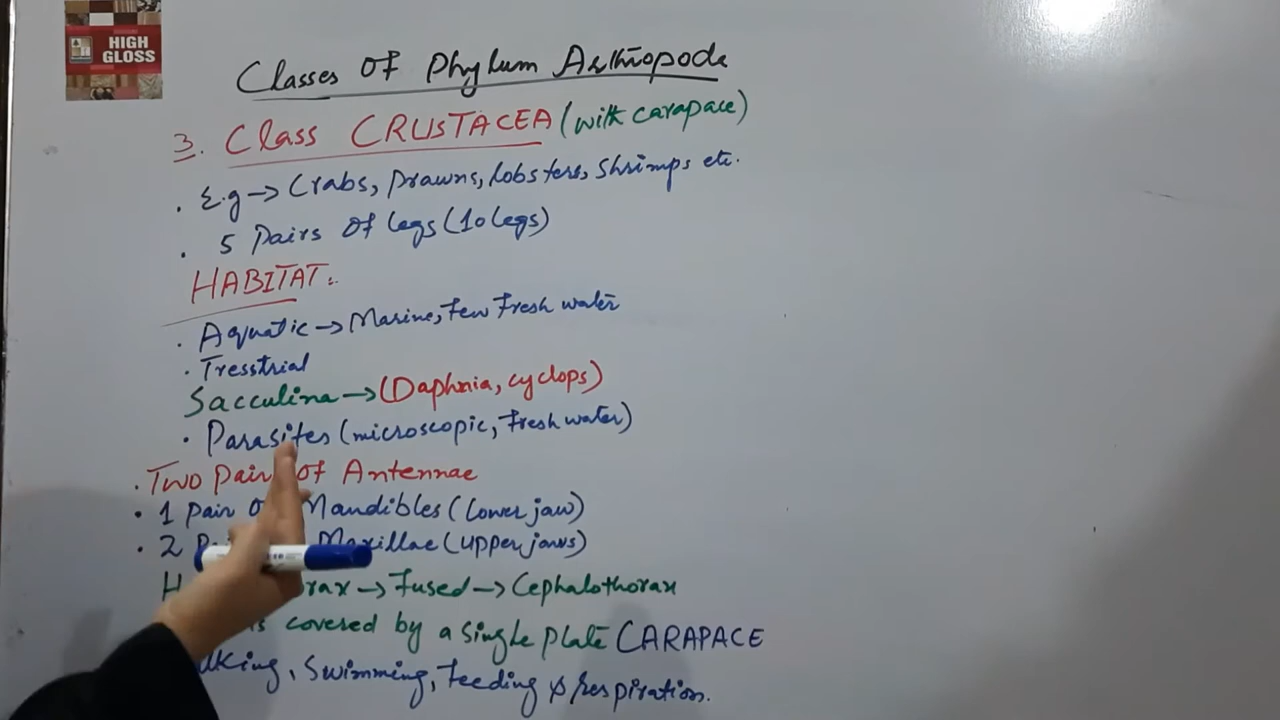 HIGH
GLOSS
Classes Of Phylum Arthropoda
3. Class CRUSTACEA (with carapace)
. E.g → Crabs, Prawns, Lobsters, Shrimps etc.
. 5 Pairs Of Legs (10 Legs)
HABITAT:
. Aquatic → Marine, Few Fresh water
. Tresstrial
Sacculina → (Daphnia, cyclops)
. Parasites (microscopic, Fresh water)
. Two Pair of Antennae
. 1 Pair Mandibles (Lower jaw)
. 2 Maxillae (upper jaws)
→ Fused → Cephalothorax
is covered by a single plate CARAPACE
Swimming, Feeding & respiration.